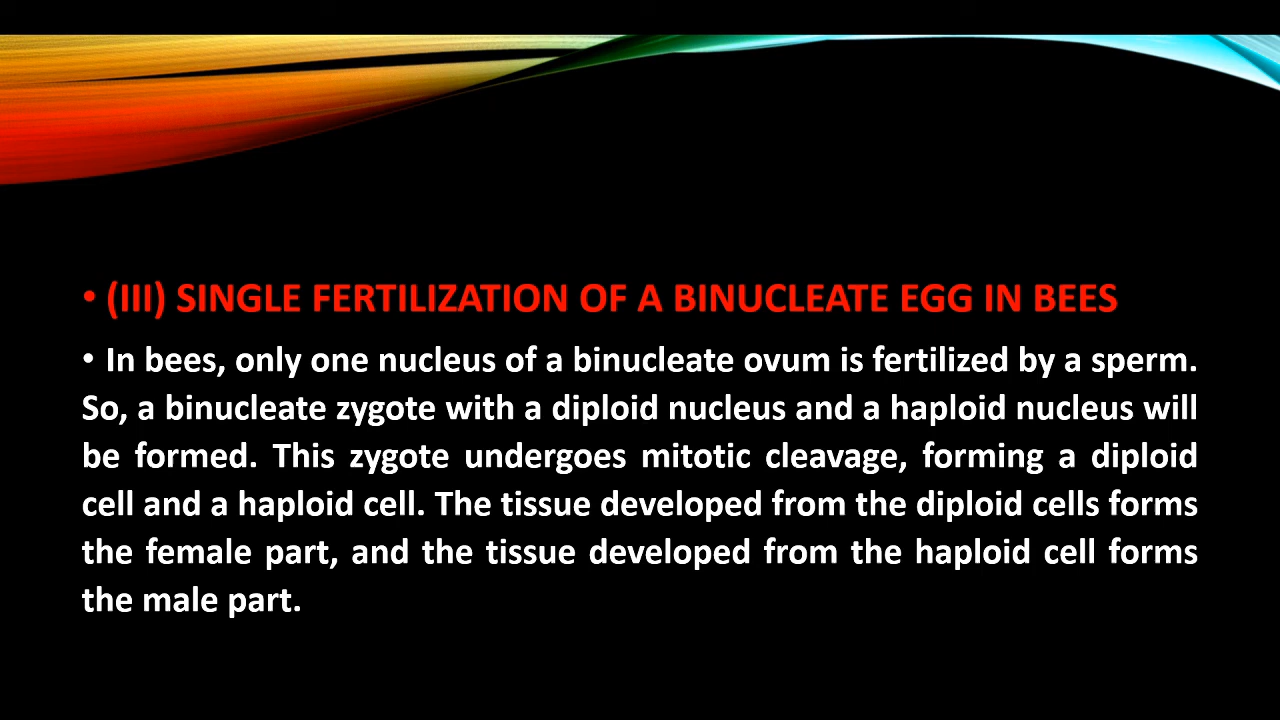 • (III) SINGLE FERTILIZATION OF A BINUCLEATE EGG IN BEES
• In bees, only one nucleus of a binucleate ovum is fertilized by a sperm.
So, a binucleate zygote with a diploid nucleus and a haploid nucleus will
be formed. This zygote undergoes mitotic cleavage, forming a diploid
cell and a haploid cell. The tissue developed from the diploid cells forms
the female part, and the tissue developed from the haploid cell forms
the male part.